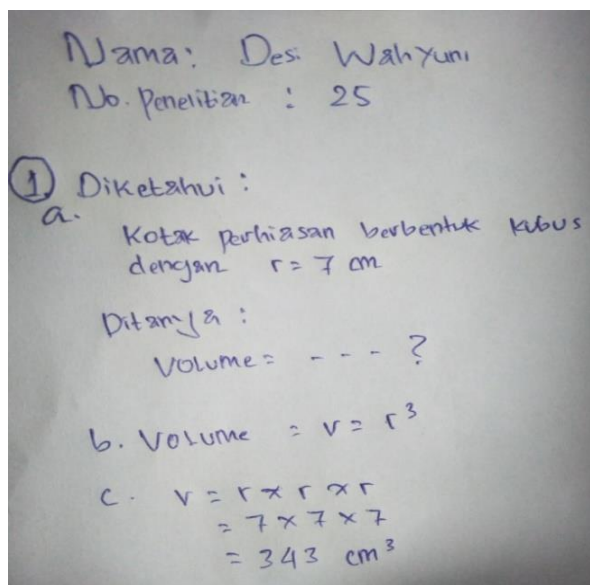 Nama: Desi Wahyuni
No. Penelitian : 25
1 Diketahui :
a.
Kotak perhiasan berbentuk kubus
dengan r = 7 cm
Ditanya :
Volume = - - - ?
b. Volume = v = r³
c. v = r x r x r
= 7 x 7 x 7
= 343 cm³